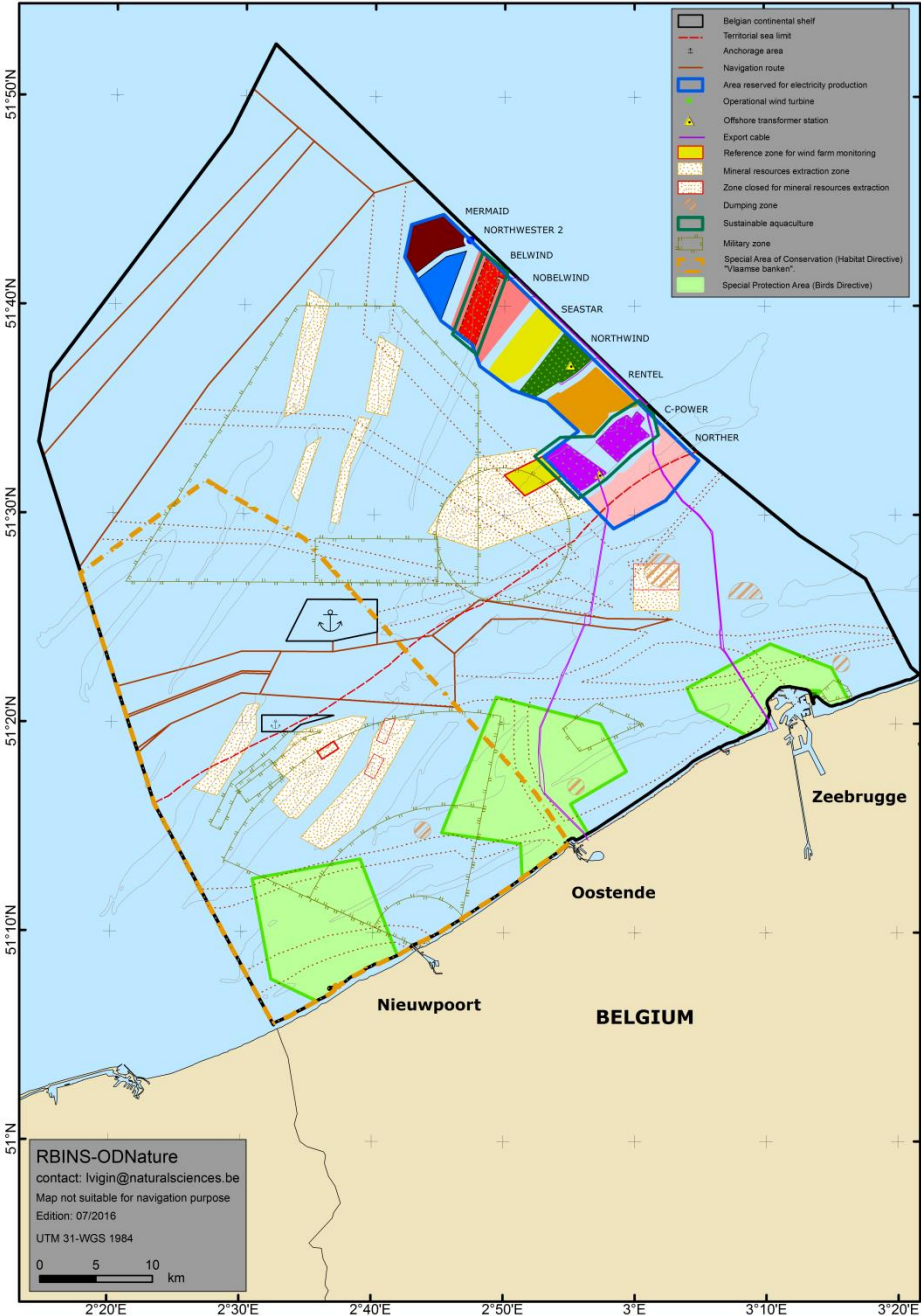 Belgian continental shelf
Territorial sea limit
Anchorage area
Navigation route
Area reserved for electricity production
Operational wind turbine
Offshore transformer station
Export cable
Reference zone for wind farm monitoring
Mineral resources extraction zone
Zone closed for mineral resources extraction
Dumping zone
Sustainable aquaculture
Military zone
Special Area of Conservation (Habitat Directive)
"Vlaamse banken".
Special Protection Area (Birds Directive)
51°50'N
51°40'N
51°30'N
51°20'N
51°10'N
51°N
MERMAID
NORTHWESTER 2
BELWIND
NOBELWIND
SEASTAR
NORTHWIND
RENTEL
C-POWER
NORTHER
Zeebrugge
Oostende
Nieuwpoort
BELGIUM
RBINS-ODNature
contact: lvigin@naturalsciences.be
Map not suitable for navigation purpose
Edition: 07/2016
UTM 31-WGS 1984
0 5 10
km
2°20'E 2°30'E 2°40'E 2°50'E 3°E 3°10'E 3°20'E